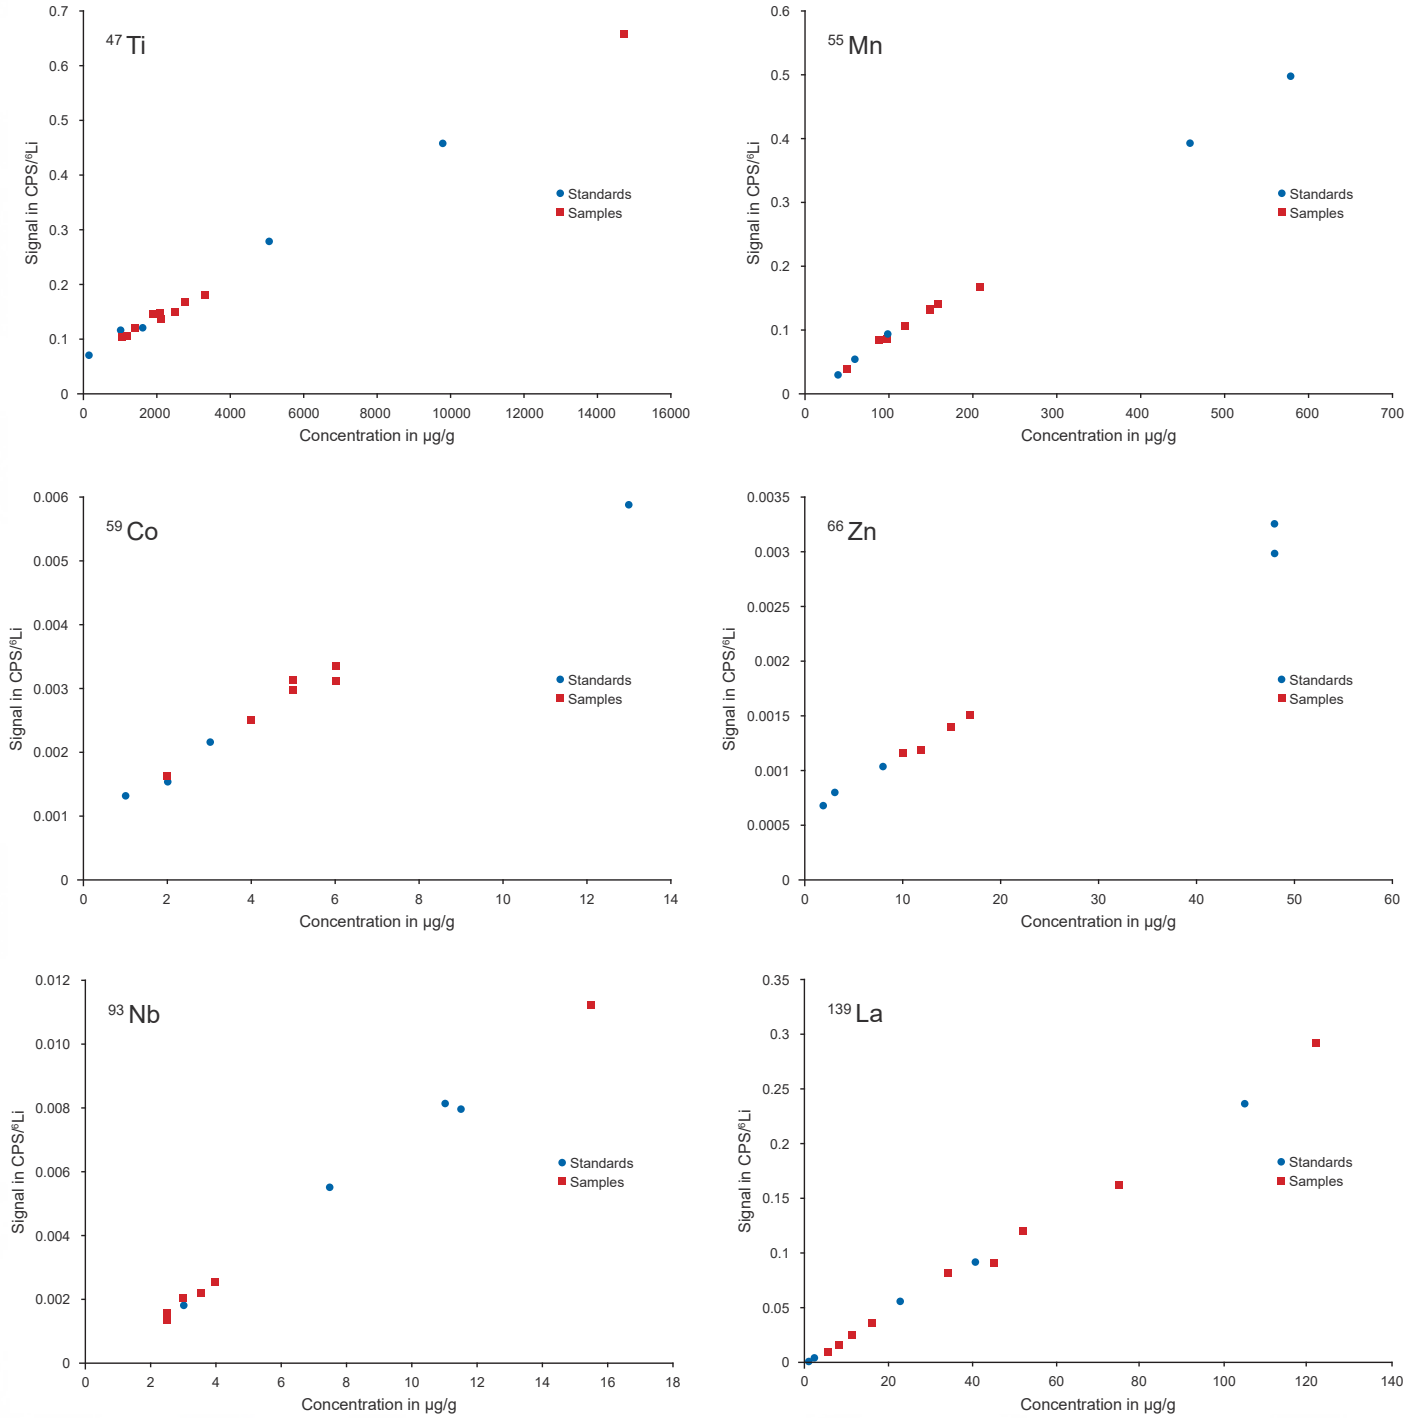 ⁴⁷Ti
0.7
0.6
0.5
0.4
0.3
0.2
0.1
0
Signal in CPS/⁶Li
Standards
Samples
0 2000 4000 6000 8000 10000 12000 14000 16000
Concentration in µg/g
⁵⁵Mn
0.6
0.5
0.4
0.3
0.2
0.1
0
Signal in CPS/⁶Li
Standards
Samples
0 100 200 300 400 500 600 700
Concentration in µg/g
⁵⁹Co
0.006
0.005
0.004
0.003
0.002
0.001
0
Signal in CPS/⁶Li
Standards
Samples
0 2 4 6 8 10 12 14
Concentration in µg/g
⁶⁶Zn
0.0035
0.003
0.0025
0.002
0.0015
0.001
0.0005
0
Signal in CPS/⁶Li
Standards
Samples
0 10 20 30 40 50 60
Concentration in µg/g
⁹³Nb
0.012
0.010
0.008
0.006
0.004
0.002
0
Signal in CPS/⁶Li
Standards
Samples
0 2 4 6 8 10 12 14 16 18
Concentration in µg/g
¹³⁹La
0.35
0.3
0.25
0.2
0.15
0.1
0.05
0
Signal in CPS/⁶Li
Standards
Samples
0 20 40 60 80 100 120 140
Concentration in µg/g